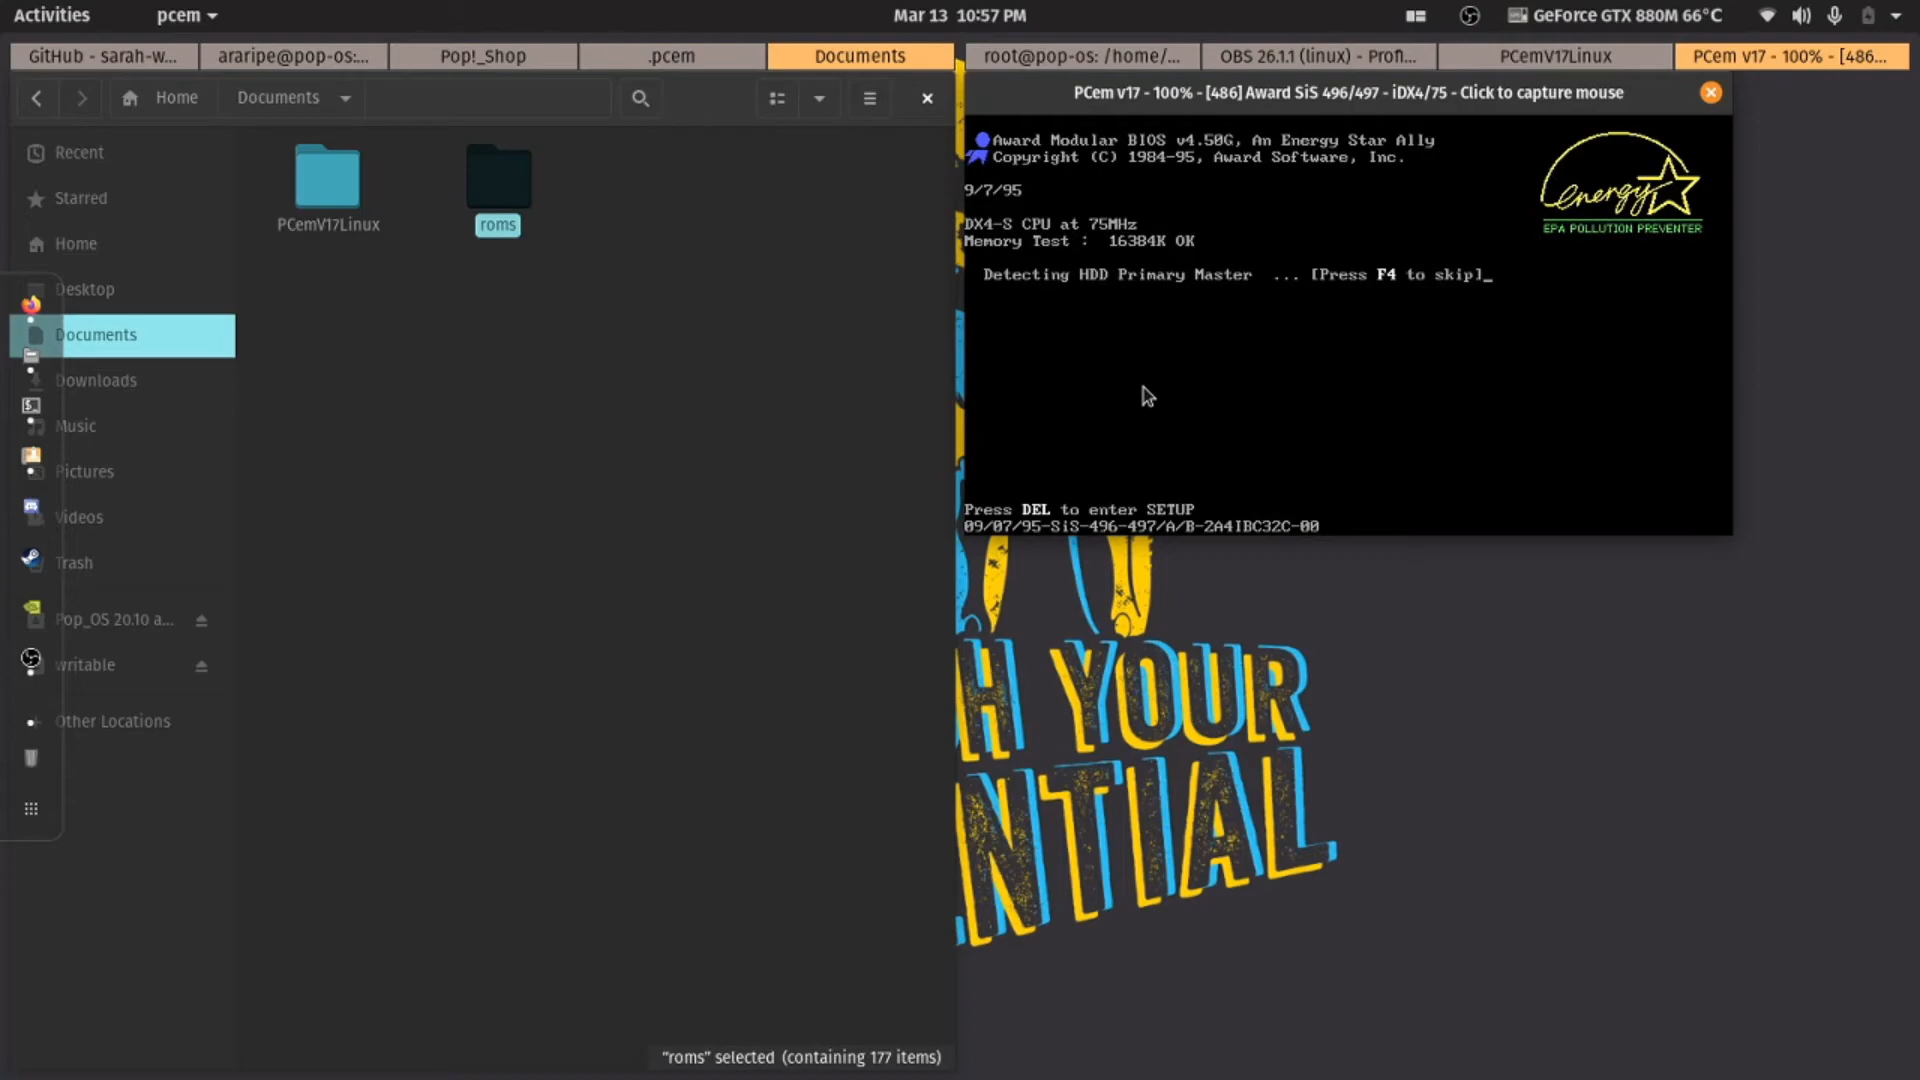 Activities
pcem
Mar 13 10:57 PM
GeForce GTX 880M 66°C
GitHub - sarah-w...
araripe@pop-os:...
Pop!_Shop
.pcem
Documents
root@pop-os: /home/...
OBS 26.1.1 (linux) - Profi...
PCemV17Linux
PCem v17 - 100% - [486...
Home
Documents
Recent
Starred
Home
Desktop
Documents
Downloads
Music
Pictures
Videos
Trash
Pop_OS 20.10 a...
writable
Other Locations
PCemV17Linux
roms
"roms" selected (containing 177 items)
PCem v17 - 100% - [486] Award SiS 496/497 - iDX4/75 - Click to capture mouse
Award Modular BIOS v4.50G, An Energy Star Ally
Copyright (C) 1984-95, Award Software, Inc.
energy
EPA POLLUTION PREVENTER
9/7/95
DX4-S CPU at 75MHz
Memory Test : 16384K OK
Detecting HDD Primary Master ... [Press F4 to skip]_
Press DEL to enter SETUP
09/07/95-SiS-496-497/A/B-2A4IBC32C-00
H YOUR
NTIAL